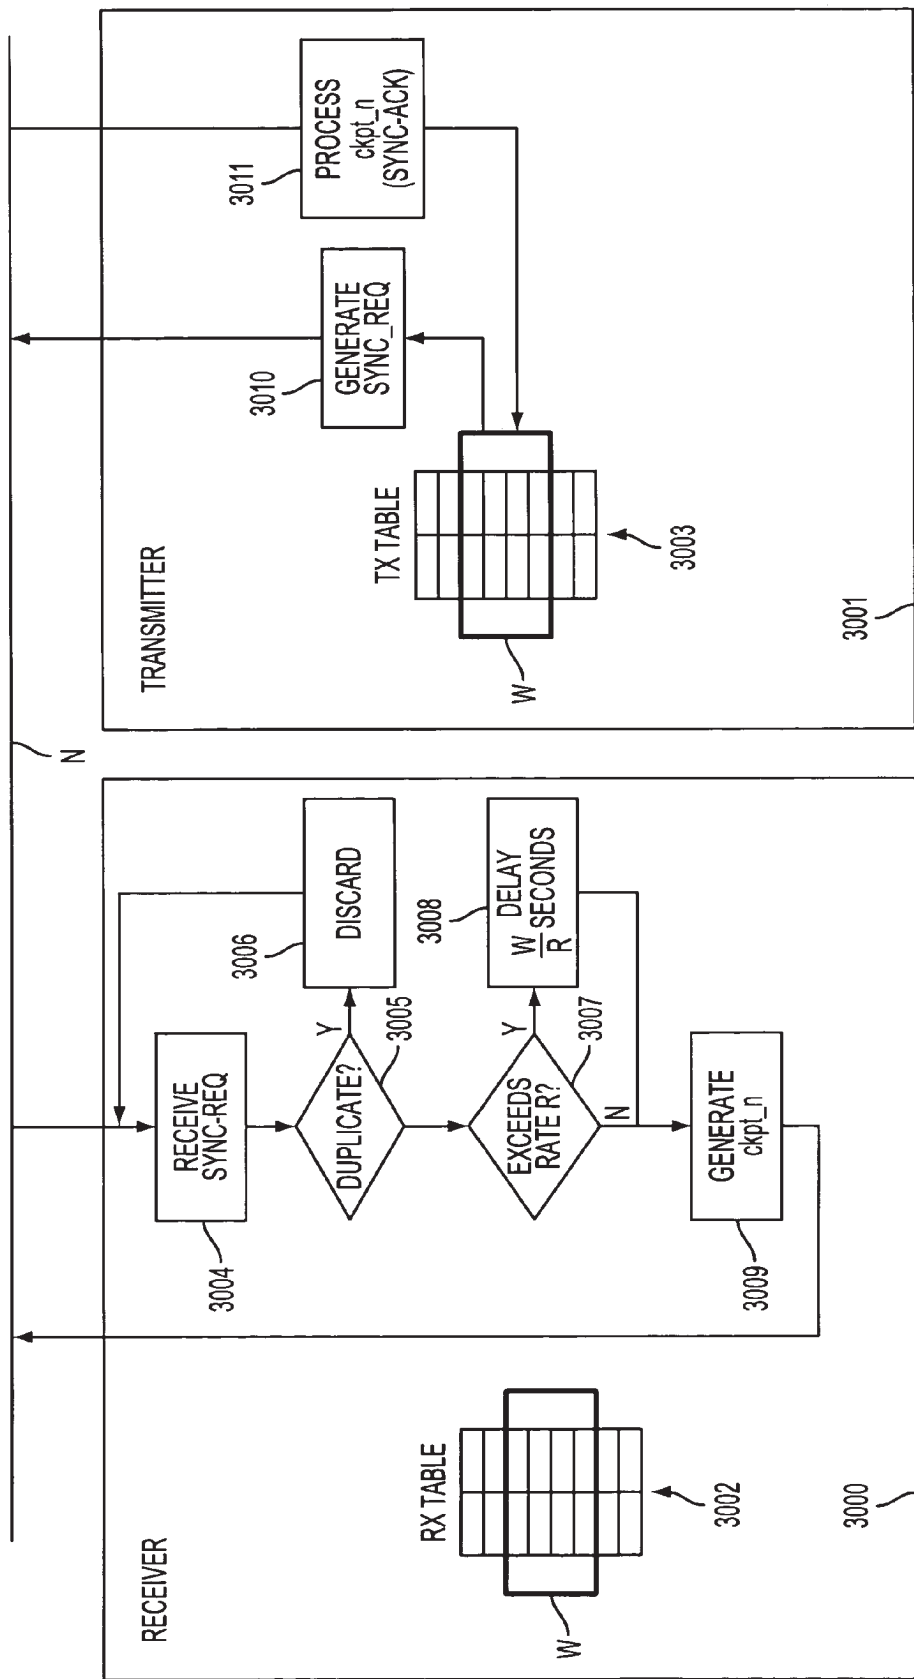 N
RECEIVER
RX TABLE
W
3002
3000
RECEIVE
SYNC-REQ
3004
DUPLICATE?
3005
Y
DISCARD
3006
EXCEEDS
RATE R?
3007
Y
N
DELAY
W
R
SECONDS
3008
GENERATE
ckpt_n
3009
TRANSMITTER
TX TABLE
W
3003
3001
GENERATE
SYNC_REQ
3010
PROCESS
ckpt_n
(SYNC-ACK)
3011